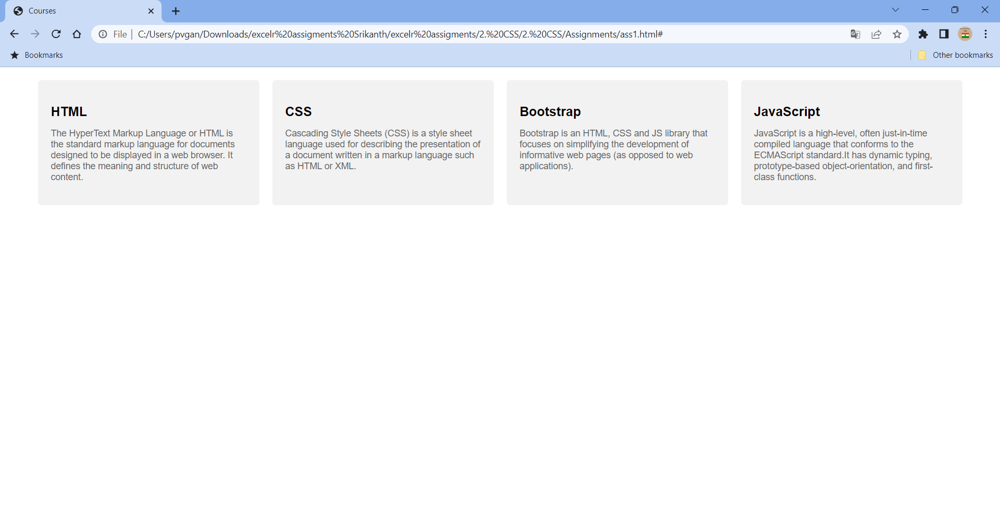 Courses
File
C:/Users/pvgan/Downloads/excelr%20assigments%20Srikanth/excelr%20assigments/2.%20CSS/2.%20CSS/Assignments/ass1.html#
Bookmarks
Other bookmarks
HTML
The HyperText Markup Language or HTML is
the standard markup language for documents
designed to be displayed in a web browser. It
defines the meaning and structure of web
content.
CSS
Cascading Style Sheets (CSS) is a style sheet
language used for describing the presentation of
a document written in a markup language such
as HTML or XML.
Bootstrap
Bootstrap is an HTML, CSS and JS library that
focuses on simplifying the development of
informative web pages (as opposed to web
applications).
JavaScript
JavaScript is a high-level, often just-in-time
compiled language that conforms to the
ECMAScript standard.It has dynamic typing,
prototype-based object-orientation, and first-
class functions.